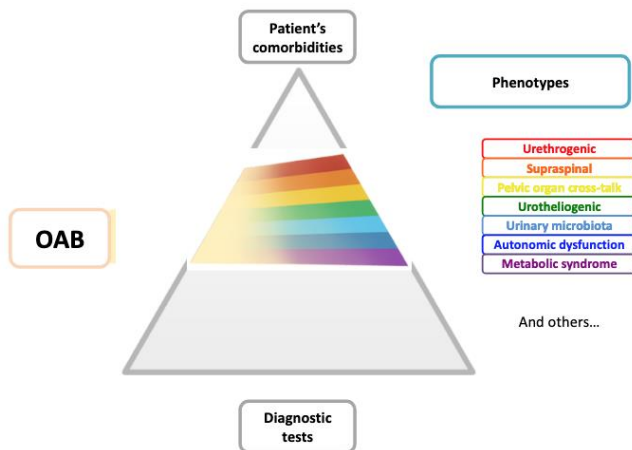 Patient's
comorbidities
Phenotypes
Urethrogenic
Supraspinal
Pelvic organ cross-talk
Urotheliogenic
OAB
Urinary microbiota
Autonomic dysfunction
Metabolic syndrome
And others...
Diagnostic
tests